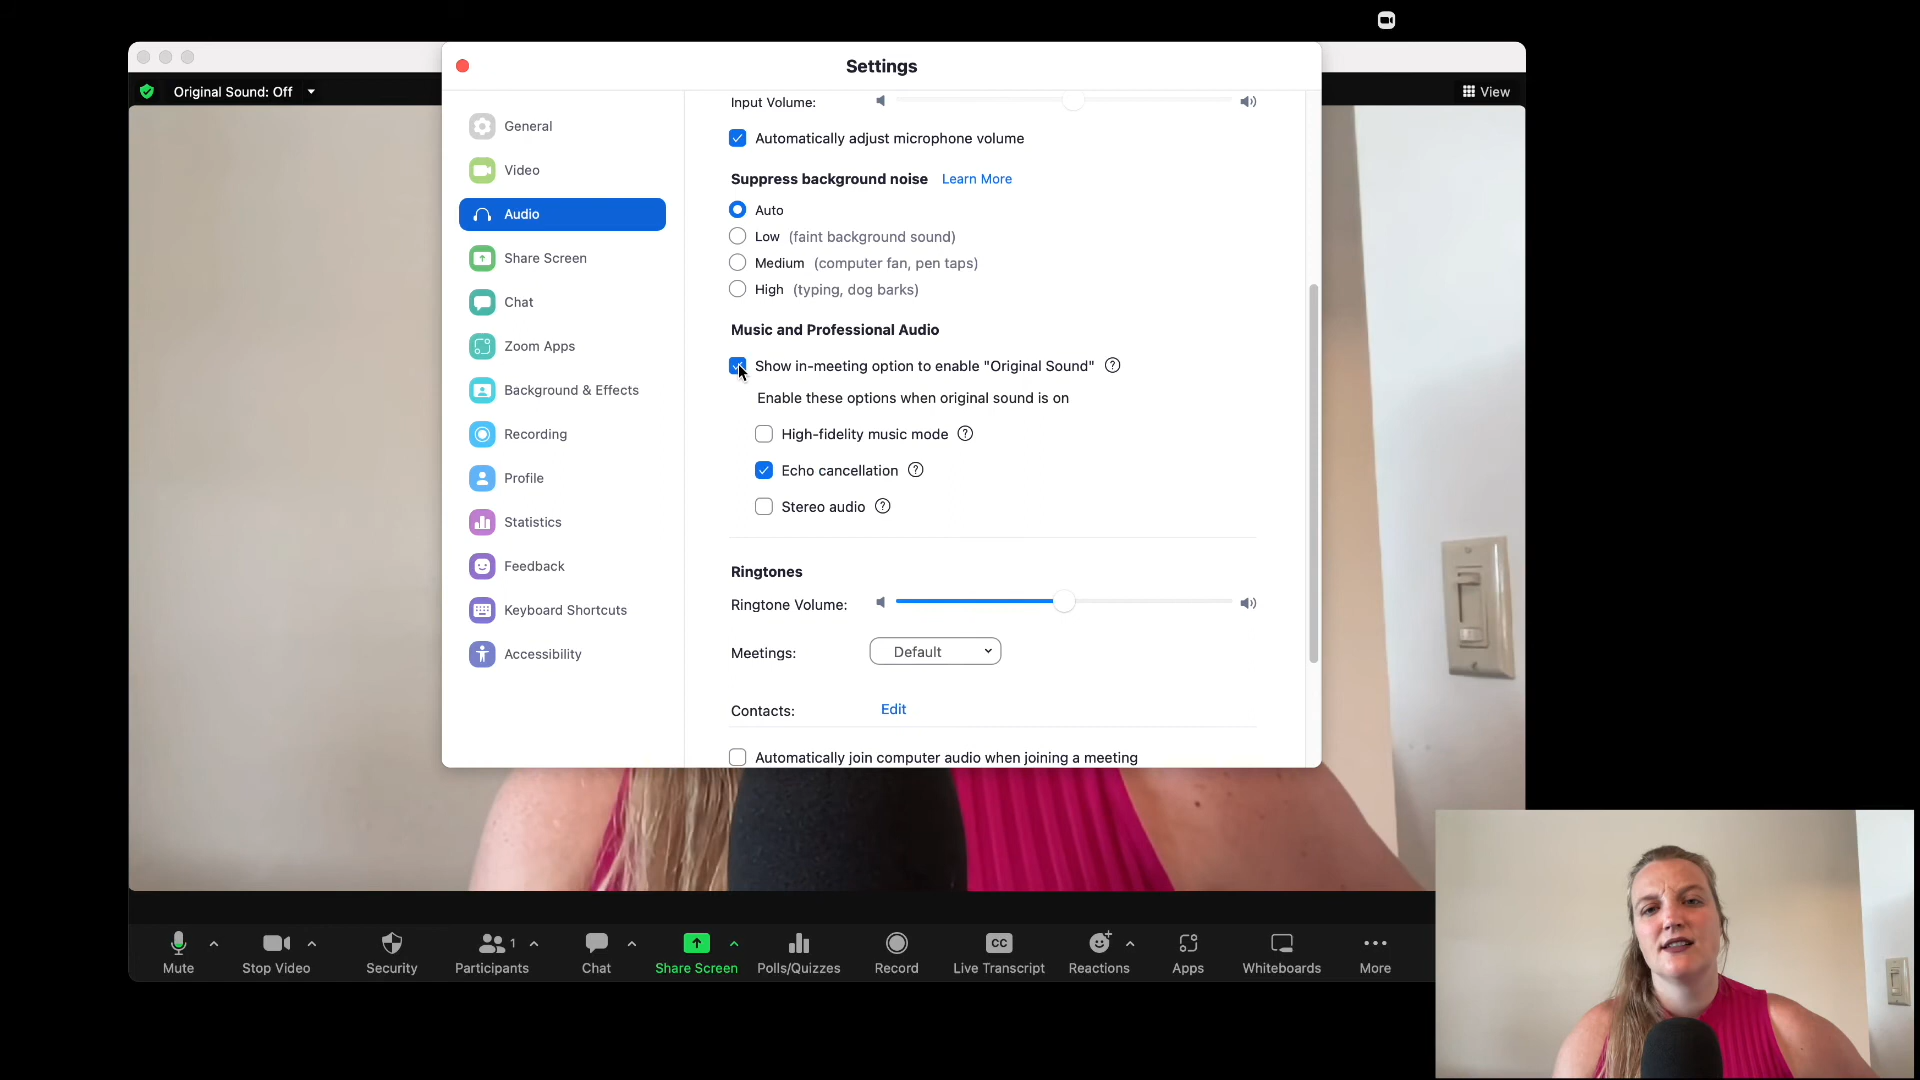 Settings
Original Sound: Off
View
General
Video
Audio
Share Screen
Chat
Zoom Apps
Background & Effects
Recording
Profile
Statistics
Feedback
Keyboard Shortcuts
Accessibility
Input Volume:
Automatically adjust microphone volume
Suppress background noise Learn More
Auto
Low (faint background sound)
Medium (computer fan, pen taps)
High (typing, dog barks)
Music and Professional Audio
Show in-meeting option to enable "Original Sound" ?
Enable these options when original sound is on
High-fidelity music mode ?
Echo cancellation ?
Stereo audio ?
Ringtones
Ringtone Volume:
Meetings: Default
Contacts: Edit
Automatically join computer audio when joining a meeting
1
CC
Mute Stop Video Security Participants Chat Share Screen Polls/Quizzes Record Live Transcript Reactions Apps Whiteboards More